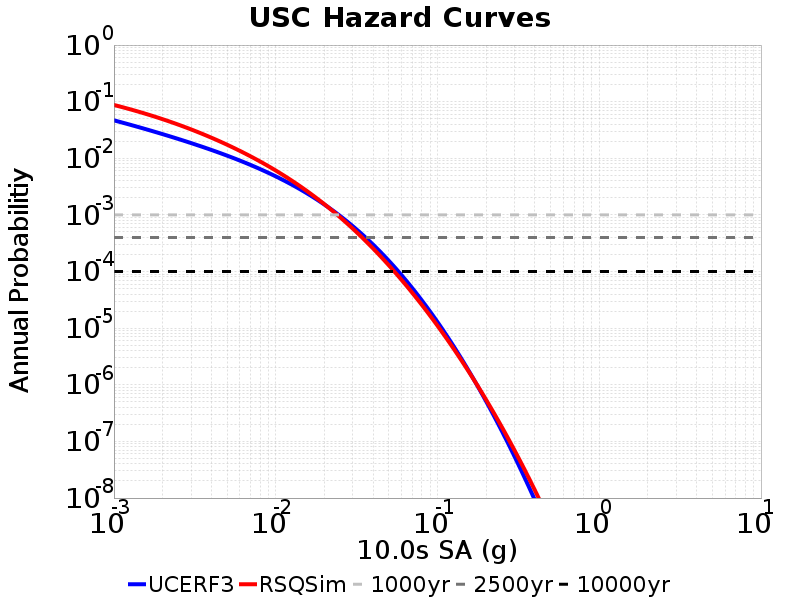 USC Hazard Curves
10^0
10^-1
10^-2
10^-3
10^-4
10^-5
10^-6
10^-7
10^-8
Annual Probabilitiy
10^-3 10^-2 10^-1 10^0 10^1
10.0s SA (g)
UCERF3 RSQSim 1000yr 2500yr 10000yr